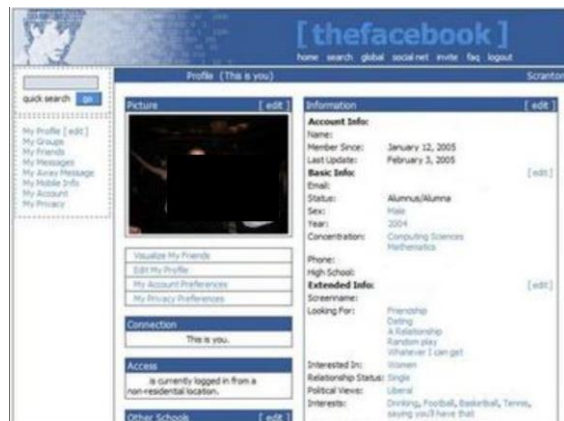 [ thefacebook ]
home search global social net invite faq logout
Profile (This is you)
Scranton
quick search go
My Profile [ edit ]
My Groups
My Friends
My Messages
My Away Message
My Mobile Info
My Account
My Privacy
Picture [ edit ]
Visualize My Friends
Edit My Profile
My Account Preferences
My Privacy Preferences
Connection
This is you.
Access
is currently logged in from a
non-residential location.
Other Schools [ edit ]
Information [ edit ]
Account Info:
Name:
Member Since: January 12, 2005
Last Update: February 3, 2005
Basic Info: [ edit ]
Email:
Status: Alumnus/Alumna
Sex: Male
Year: 2004
Concentration: Computing Sciences
Mathematics
Phone:
High School:
Extended Info: [ edit ]
Screenname:
Looking For: Friendship
Dating
A Relationship
Random play
Whatever I can get
Interested In: Women
Relationship Status: Single
Political Views: Liberal
Interests: Drinking, Football, Basketball, Tennis,
saying you'll have that